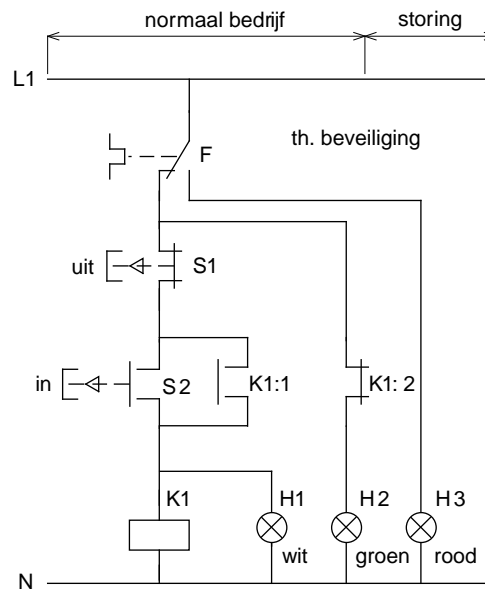 normaal bedrijf storing
L1
th. beveiliging
F
uit S1
in S2 K1:1 K1: 2
K1 H1 H2 H3
wit groen rood
N